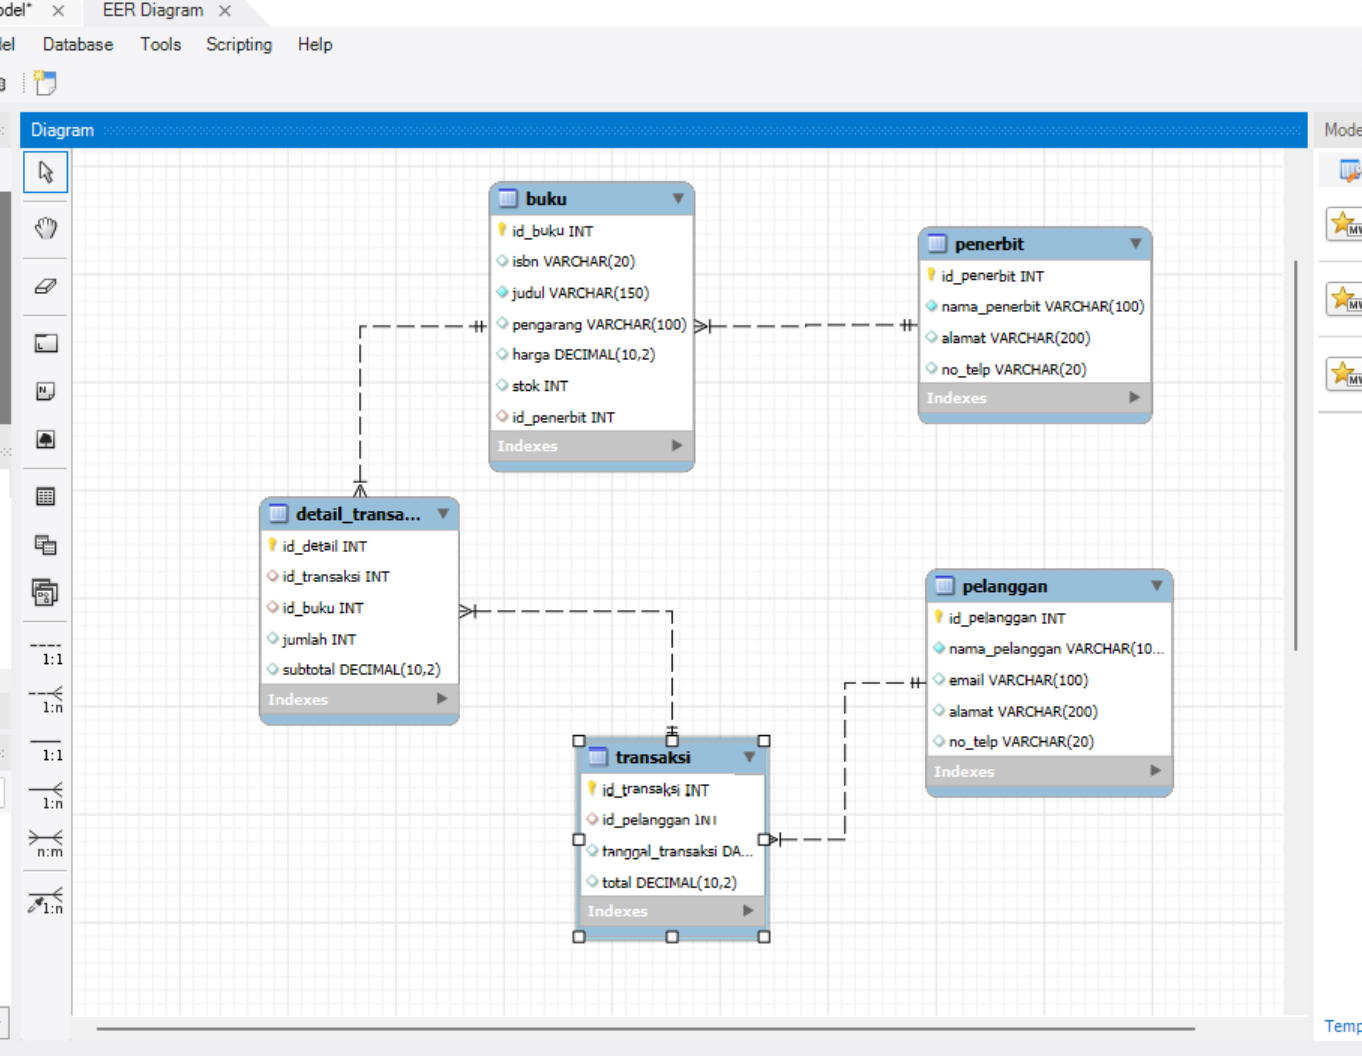 odel*
EER Diagram
del Database Tools Scripting Help
Diagram
Mode
buku
id_buku INT
isbn VARCHAR(20)
judul VARCHAR(150)
pengarang VARCHAR(100)
harga DECIMAL(10,2)
stok INT
id_penerbit INT
Indexes
penerbit
id_penerbit INT
nama_penerbit VARCHAR(100)
alamat VARCHAR(200)
no_telp VARCHAR(20)
Indexes
detail_transa...
id_detail INT
id_transaksi INT
id_buku INT
jumlah INT
subtotal DECIMAL(10,2)
Indexes
pelanggan
id_pelanggan INT
nama_pelanggan VARCHAR(10...
email VARCHAR(100)
alamat VARCHAR(200)
no_telp VARCHAR(20)
Indexes
transaksi
id_transaksi INT
id_pelanggan INT
tanggal_transaksi DA...
total DECIMAL(10,2)
Indexes
1:1
1:n
1:1
1:n
n:m
1:n
Temp